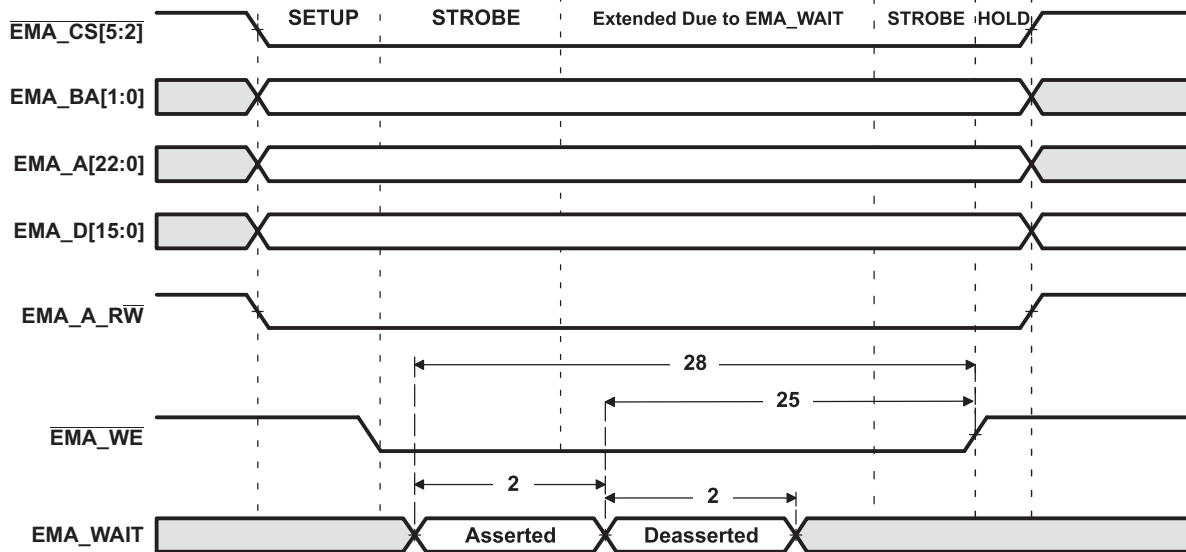 SETUP STROBE Extended Due to EMA_WAIT STROBE HOLD
EMA_CS[5:2]
EMA_BA[1:0]
EMA_A[22:0]
EMA_D[15:0]
EMA_A_RW
28
25
EMA_WE
2
2
EMA_WAIT Asserted Deasserted